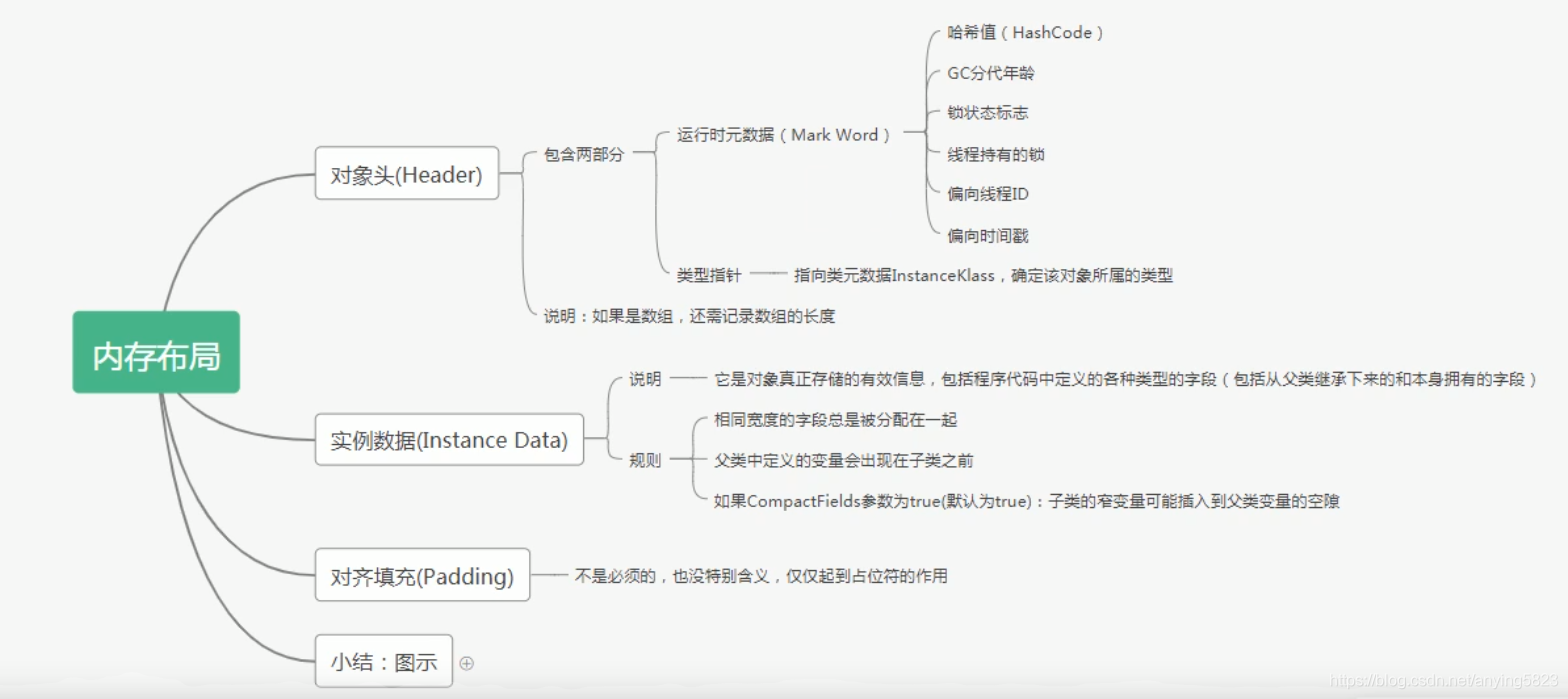 内存布局
对象头(Header)
包含两部分
运行时元数据（Mark Word）
哈希值（HashCode）
GC分代年龄
锁状态标志
线程持有的锁
偏向线程ID
偏向时间戳
类型指针
指向类元数据InstanceKlass，确定该对象所属的类型
说明：如果是数组，还需记录数组的长度
实例数据(Instance Data)
说明
它是对象真正存储的有效信息，包括程序代码中定义的各种类型的字段（包括从父类继承下来的和本身拥有的字段）
规则
相同宽度的字段总是被分配在一起
父类中定义的变量会出现在子类之前
如果CompactFields参数为true(默认为true)：子类的窄变量可能插入到父类变量的空隙
对齐填充(Padding)
不是必须的，也没特别含义，仅仅起到占位符的作用
小结：图示
https://blog.csdn.net/anying5823